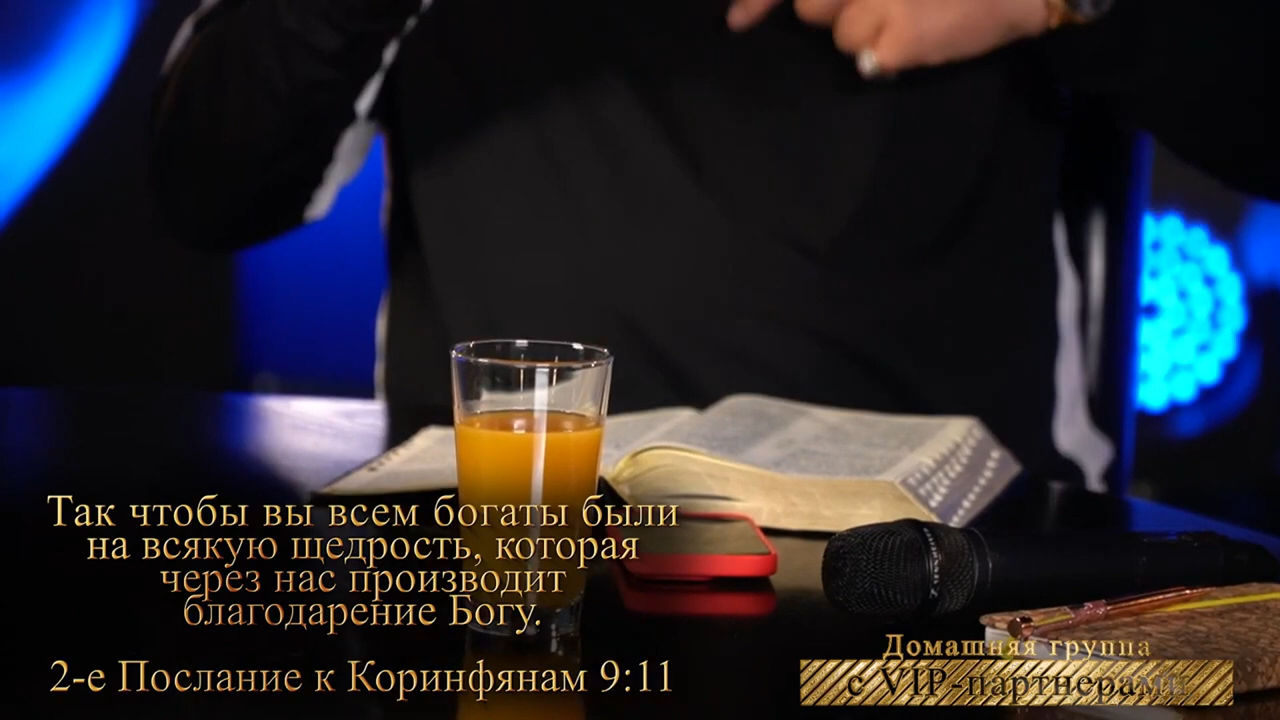 Так чтобы вы всем богаты были
на всякую щедрость, которая
через нас производит
благодарение Богу.
2-е Послание к Коринфянам 9:11
Домашняя группа
с VIP-партнерами